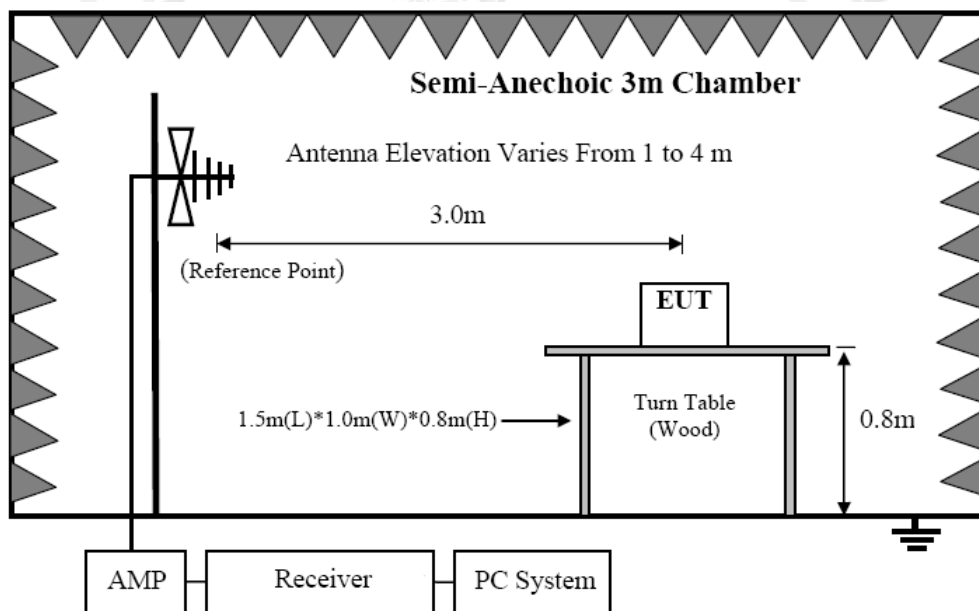 Semi-Anechoic 3m Chamber
Antenna Elevation Varies From 1 to 4 m
3.0m
(Reference Point)
EUT
1.5m(L)*1.0m(W)*0.8m(H)
Turn Table
(Wood)
0.8m
AMP
Receiver
PC System